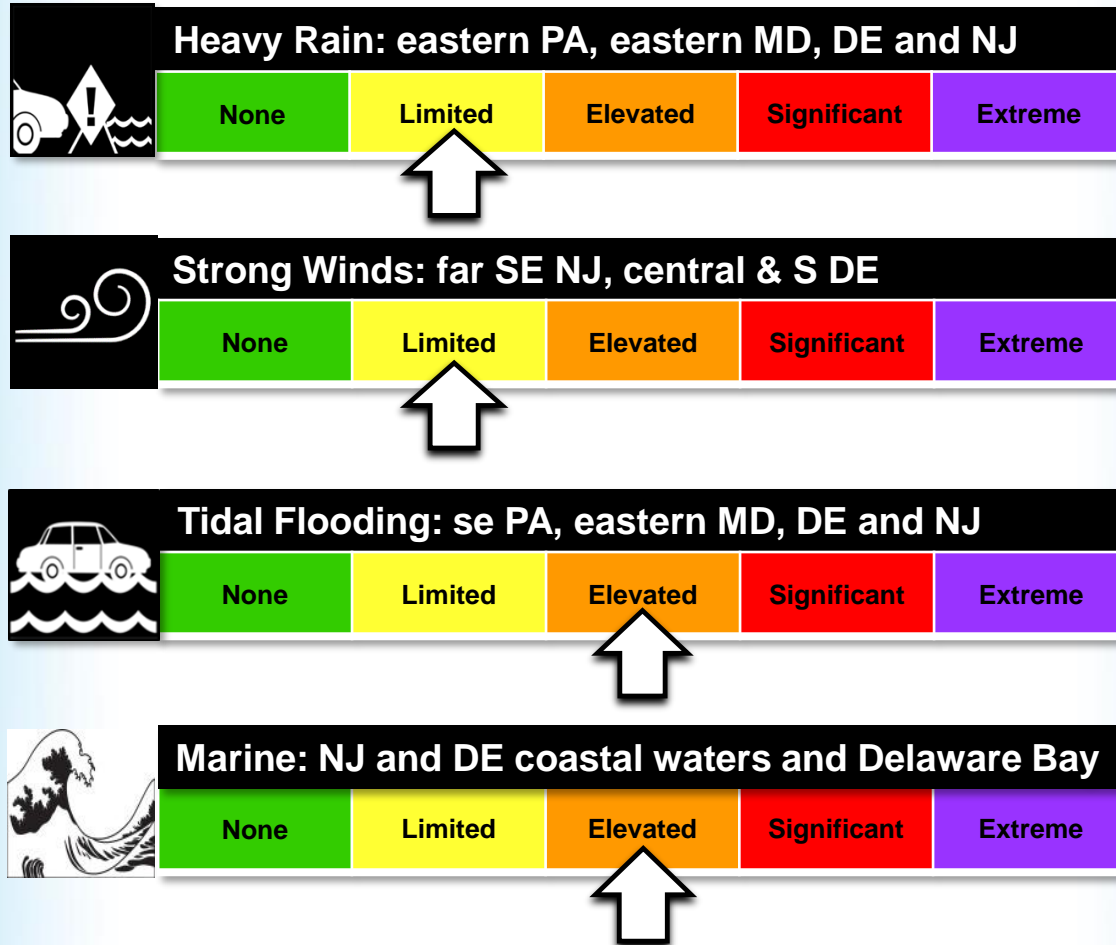 Heavy Rain: eastern PA, eastern MD, DE and NJ
None Limited Elevated Significant Extreme
Strong Winds: far SE NJ, central & S DE
None Limited Elevated Significant Extreme
Tidal Flooding: se PA, eastern MD, DE and NJ
None Limited Elevated Significant Extreme
Marine: NJ and DE coastal waters and Delaware Bay
None Limited Elevated Significant Extreme